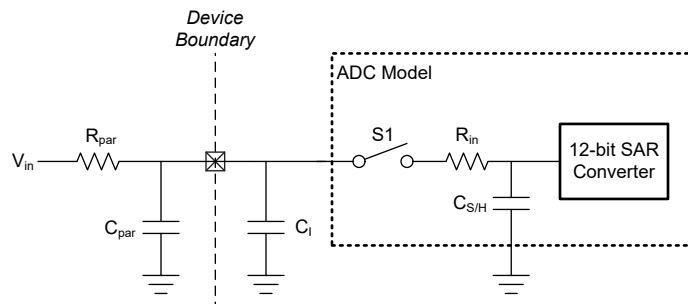 Device
Boundary
ADC Model
R_par
S1
R_in
V_in
12-bit SAR
Converter
C_par
C_I
C_S/H